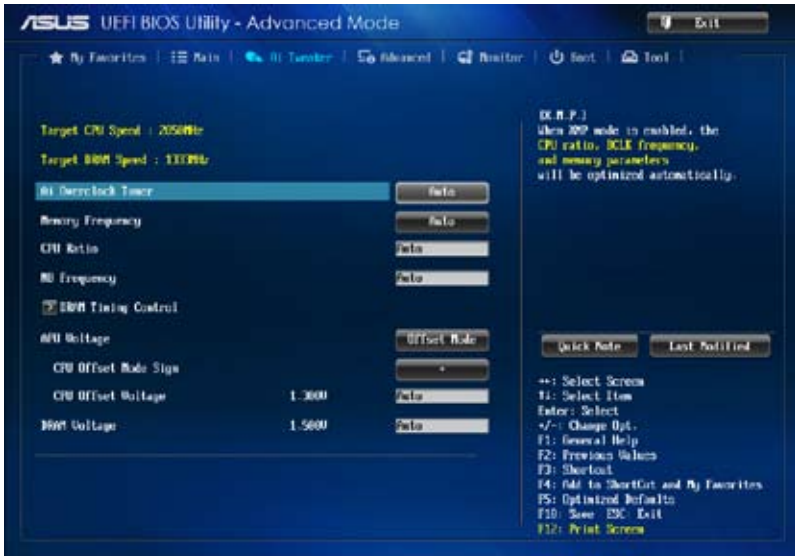 ASUS UEFI BIOS Utility - Advanced Mode
Exit
My Favorites Main Ai Tweaker Advanced Monitor Boot Tool
Target CPU Speed : 2050MHz
Target DRAM Speed : 1333MHz
Ai Overclock Tuner Auto
Memory Frequency Auto
CPU Ratio Auto
NB Frequency Auto
> DRAM Timing Control
APU Voltage Offset Mode
CPU Offset Mode Sign +
CPU Offset Voltage 1.300V Auto
DRAM Voltage 1.500V Auto
[X.M.P.]
When XMP mode is enabled, the
CPU ratio, BCLK frequency,
and memory parameters
will be optimized automatically.
Quick Note Last Modified
→←: Select Screen
↑↓: Select Item
Enter: Select
+/-: Change Opt.
F1: General Help
F2: Previous Values
F3: Shortcut
F4: Add to ShortCut and My Favorites
F5: Optimized Defaults
F10: Save ESC: Exit
F12: Print Screen